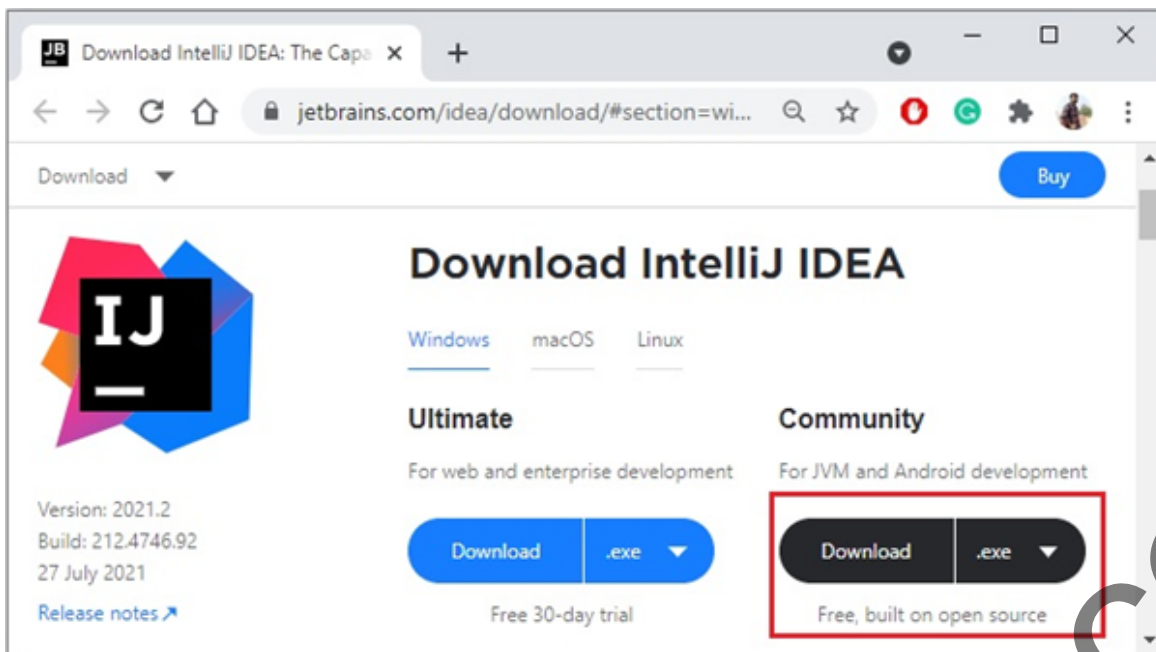 JB Download IntelliJ IDEA: The Capa
jetbrains.com/idea/download/#section=wi...
Download
Buy
IJ
Download IntelliJ IDEA
Windows macOS Linux
Ultimate
Community
For web and enterprise development
For JVM and Android development
Version: 2021.2
Build: 212.4746.92
27 July 2021
Release notes
Download .exe
Download .exe
Free 30-day trial
Free, built on open source